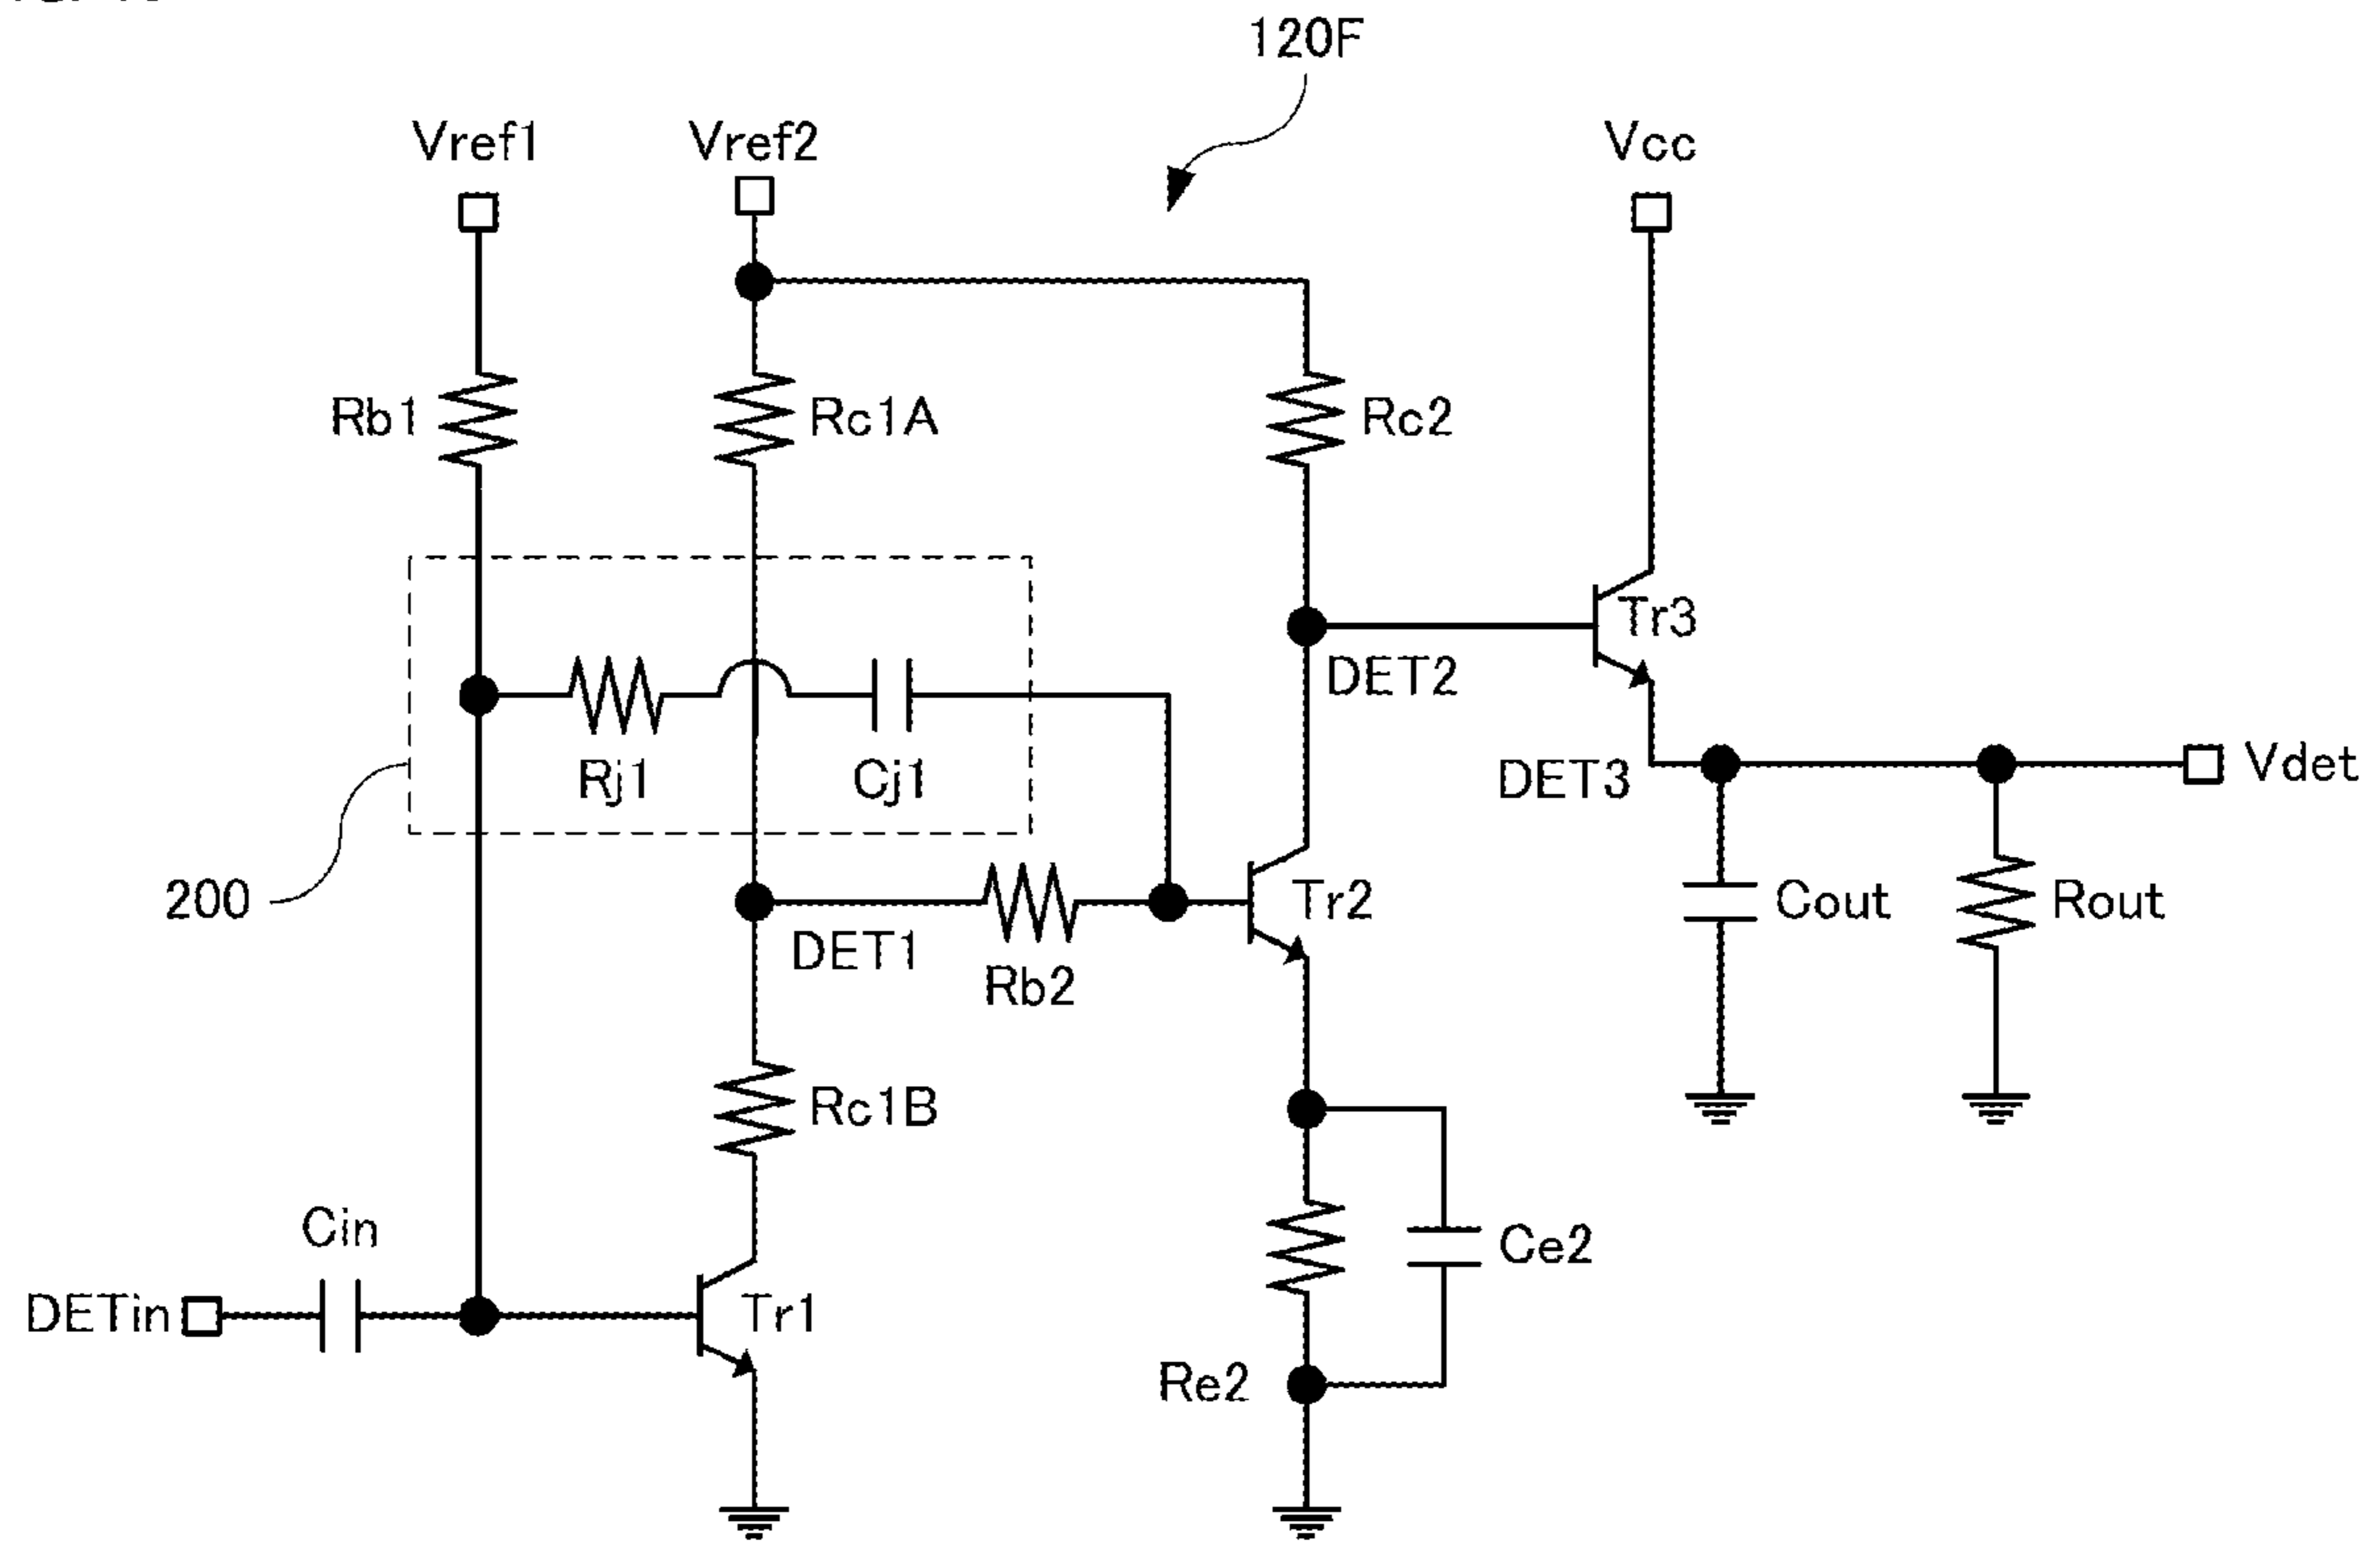 120F
Vref1
Vref2
Vcc
Rb1
Rc1A
Rc2
Tr3
DET2
Rj1
Cj1
DET3
Vdet
200
DET1
Rb2
Tr2
Cout
Rout
Rc1B
Cin
Ce2
DETin
Tr1
Re2